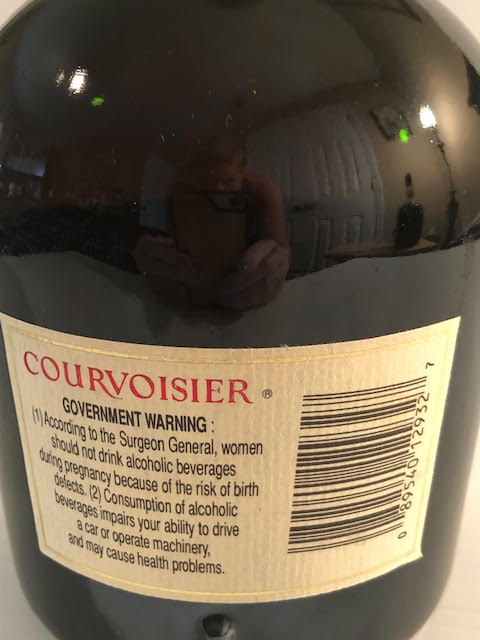 COURVOISIER ®
GOVERNMENT WARNING :
(1) According to the Surgeon General, women
should not drink alcoholic beverages
during pregnancy because of the risk of birth
defects. (2) Consumption of alcoholic
beverages impairs your ability to drive
a car or operate machinery,
and may cause health problems.
0 89540 12932 7